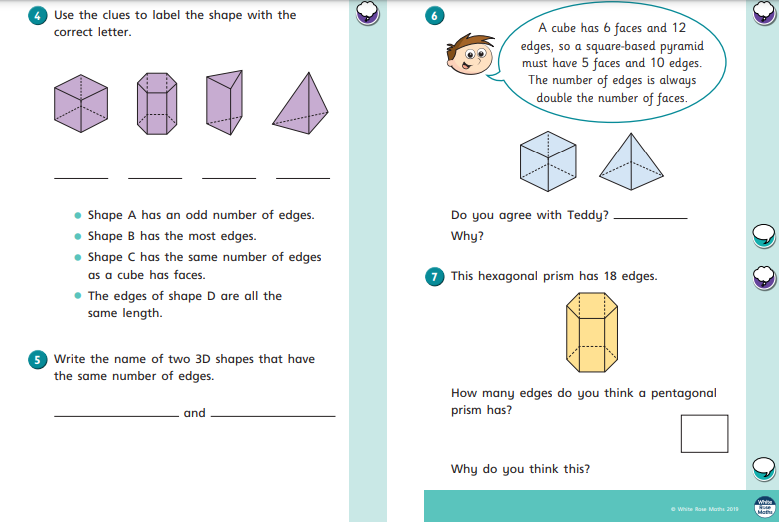 4 Use the clues to label the shape with the
correct letter.
Shape A has an odd number of edges.
Shape B has the most edges.
Shape C has the same number of edges
as a cube has faces.
The edges of shape D are all the
same length.
5 Write the name of two 3D shapes that have
the same number of edges.
and
6
A cube has 6 faces and 12
edges, so a square-based pyramid
must have 5 faces and 10 edges.
The number of edges is always
double the number of faces.
Do you agree with Teddy?
Why?
7 This hexagonal prism has 18 edges.
How many edges do you think a pentagonal
prism has?
Why do you think this?
© White Rose Maths 2019
White
Rose
Maths